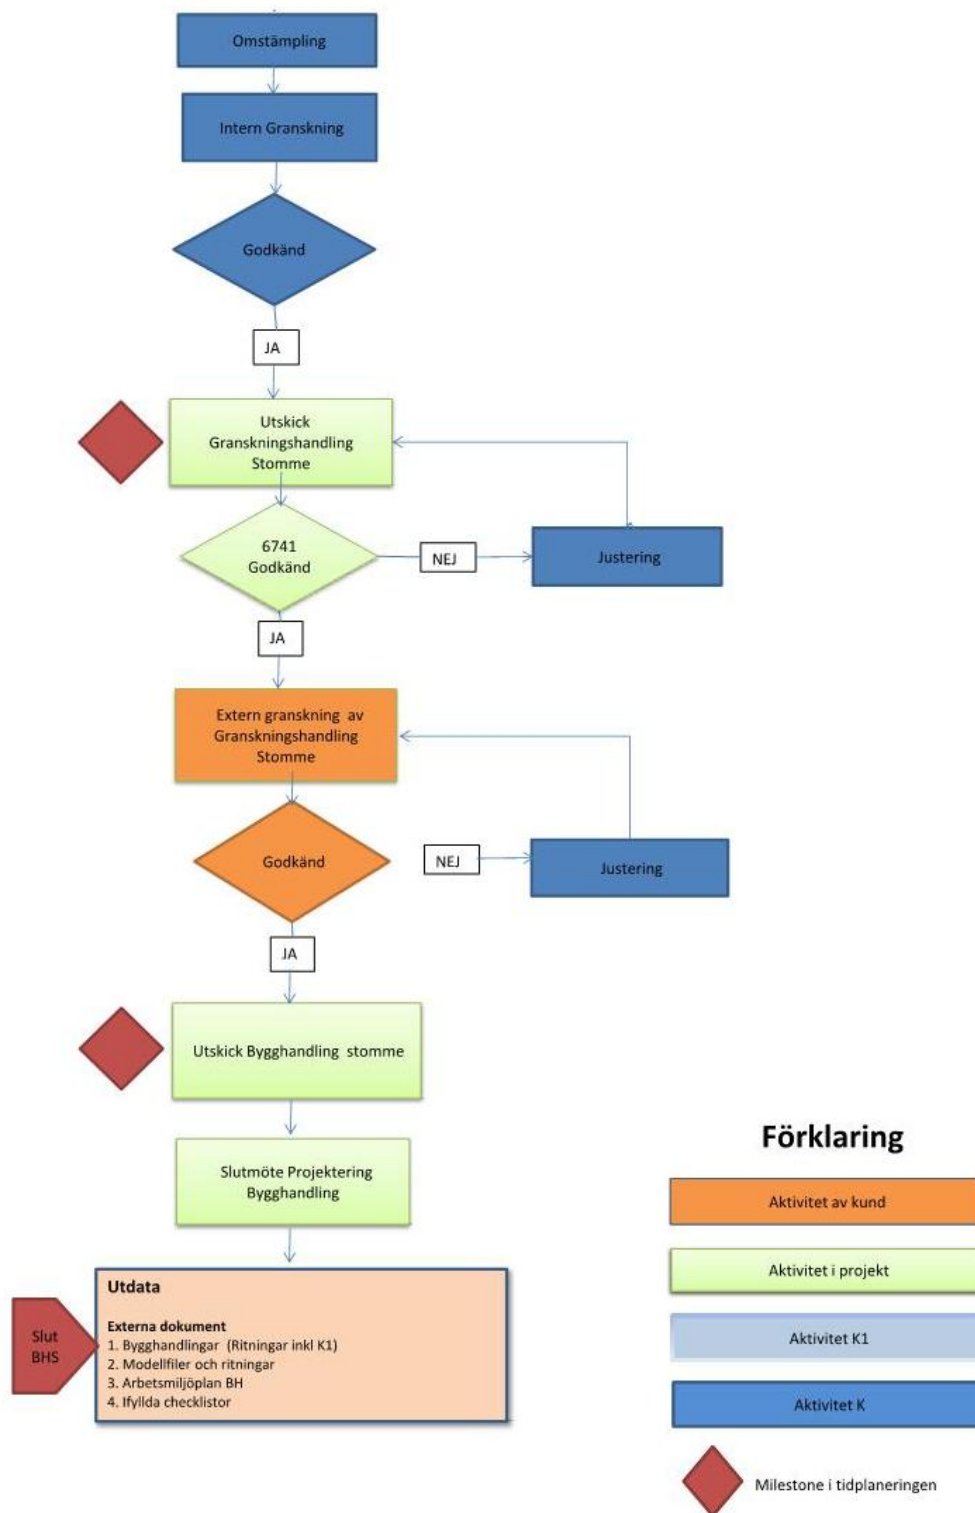 Omstämpling
Intern Granskning
Godkänd
JA
Utskick
Granskningshandling
Stomme
6741
Godkänd
NEJ
Justering
JA
Extern granskning av
Granskningshandling
Stomme
Godkänd
NEJ
Justering
JA
Utskick Bygghandling stomme
Slutmöte Projektering
Bygghandling
Slut
BHS
Utdata
Externa dokument
1. Bygghandlingar (Ritningar inkl K1)
2. Modellfiler och ritningar
3. Arbetsmiljöplan BH
4. Ifyllda checklistor
Förklaring
Aktivitet av kund
Aktivitet i projekt
Aktivitet K1
Aktivitet K
Milestone i tidplaneringen